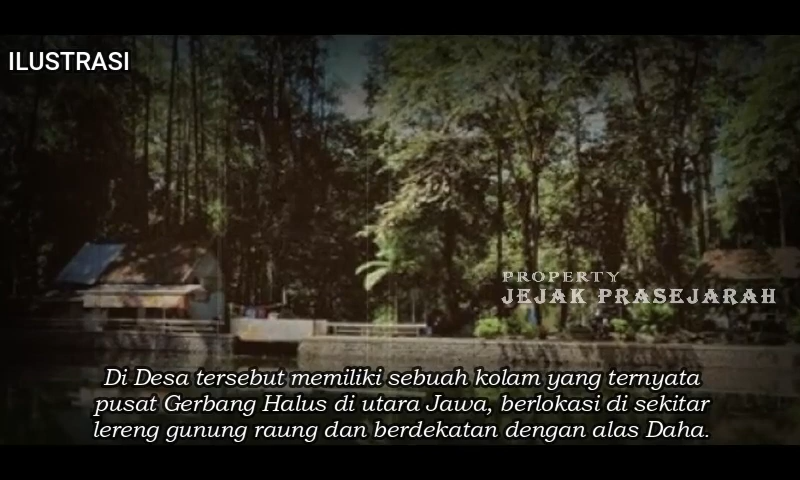 ILUSTRASI
PROPERTY
JEJAK PRASEJARAH
Di Desa tersebut memiliki sebuah kolam yang ternyata
pusat Gerbang Halus di utara Jawa, berlokasi di sekitar
lereng gunung raung dan berdekatan dengan alas Daha.